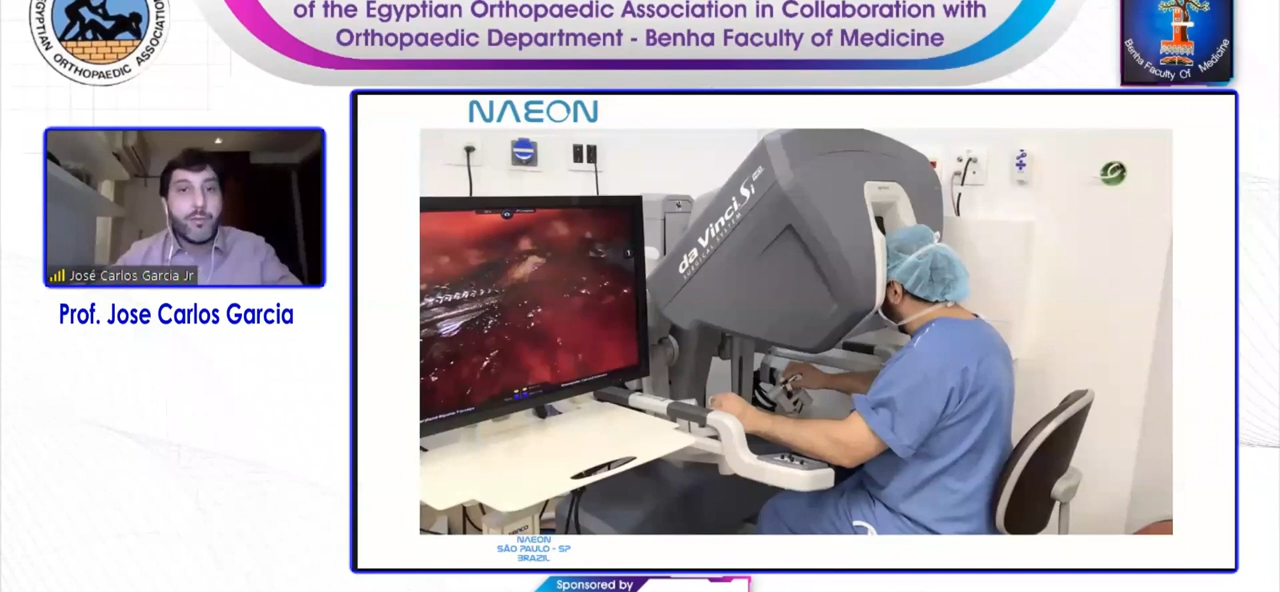 of the Egyptian Orthopaedic Association in Collaboration with
Orthopaedic Department - Benha Faculty of Medicine
EGYPTIAN ORTHOPAEDIC ASSOCIATION
Benha Faculty Of Medicine
NAEON
José Carlos Garcia Jr
Prof. Jose Carlos Garcia
da Vinci Si
SURGICAL SYSTEM
NAEON
SÃO PAULO - SP
BRAZIL
Sponsored by